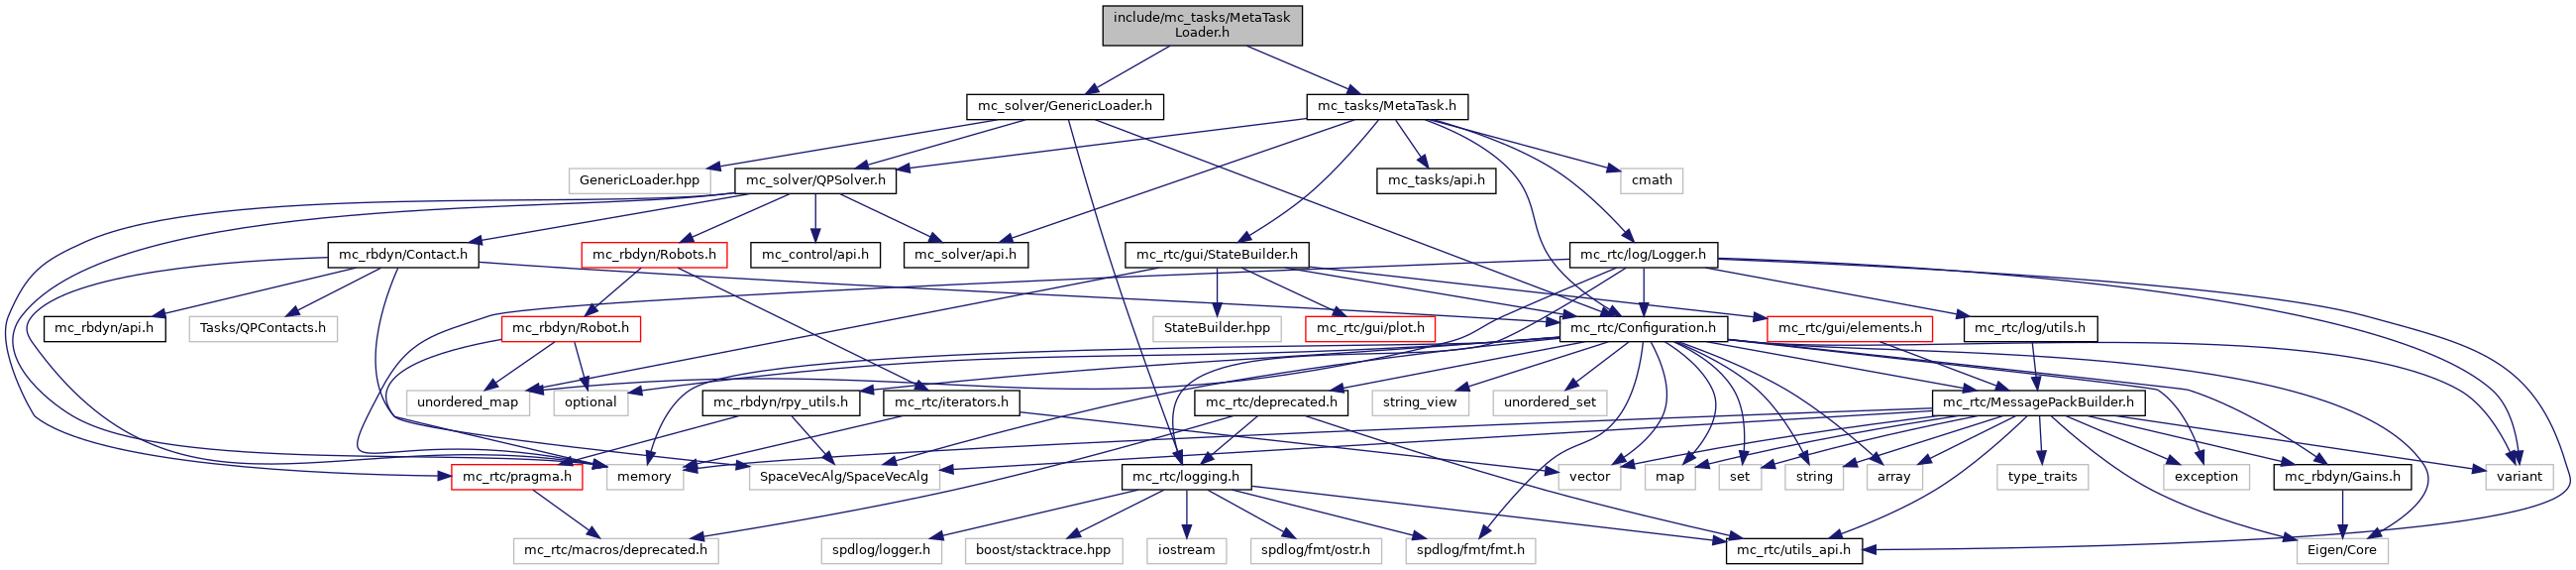 include/mc_tasks/MetaTask
Loader.h
mc_solver/GenericLoader.h
mc_tasks/MetaTask.h
GenericLoader.hpp
mc_solver/QPSolver.h
mc_tasks/api.h
cmath
mc_rbdyn/Contact.h
mc_rbdyn/Robots.h
mc_control/api.h
mc_solver/api.h
mc_rtc/gui/StateBuilder.h
mc_rtc/log/Logger.h
mc_rbdyn/api.h
Tasks/QPContacts.h
mc_rbdyn/Robot.h
StateBuilder.hpp
mc_rtc/gui/plot.h
mc_rtc/Configuration.h
mc_rtc/gui/elements.h
mc_rtc/log/utils.h
unordered_map
optional
mc_rbdyn/rpy_utils.h
mc_rtc/iterators.h
mc_rtc/deprecated.h
string_view
unordered_set
mc_rtc/MessagePackBuilder.h
mc_rtc/pragma.h
memory
SpaceVecAlg/SpaceVecAlg
mc_rtc/logging.h
vector
map
set
string
array
type_traits
exception
mc_rbdyn/Gains.h
variant
mc_rtc/macros/deprecated.h
spdlog/logger.h
boost/stacktrace.hpp
iostream
spdlog/fmt/ostr.h
spdlog/fmt/fmt.h
mc_rtc/utils_api.h
Eigen/Core